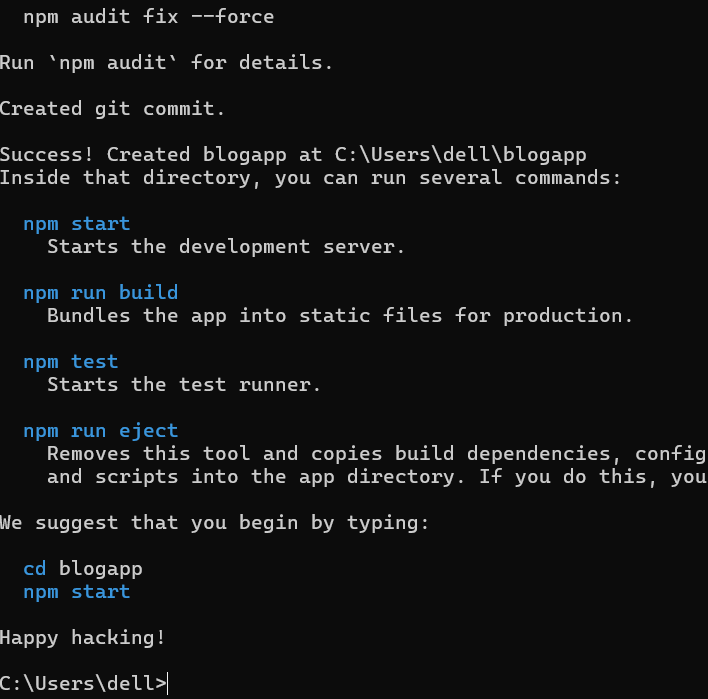 npm audit fix --force
Run `npm audit` for details.
Created git commit.
Success! Created blogapp at C:\Users\dell\blogapp
Inside that directory, you can run several commands:
npm start
Starts the development server.
npm run build
Bundles the app into static files for production.
npm test
Starts the test runner.
npm run eject
Removes this tool and copies build dependencies, config
and scripts into the app directory. If you do this, you
We suggest that you begin by typing:
cd blogapp
npm start
Happy hacking!
C:\Users\dell>